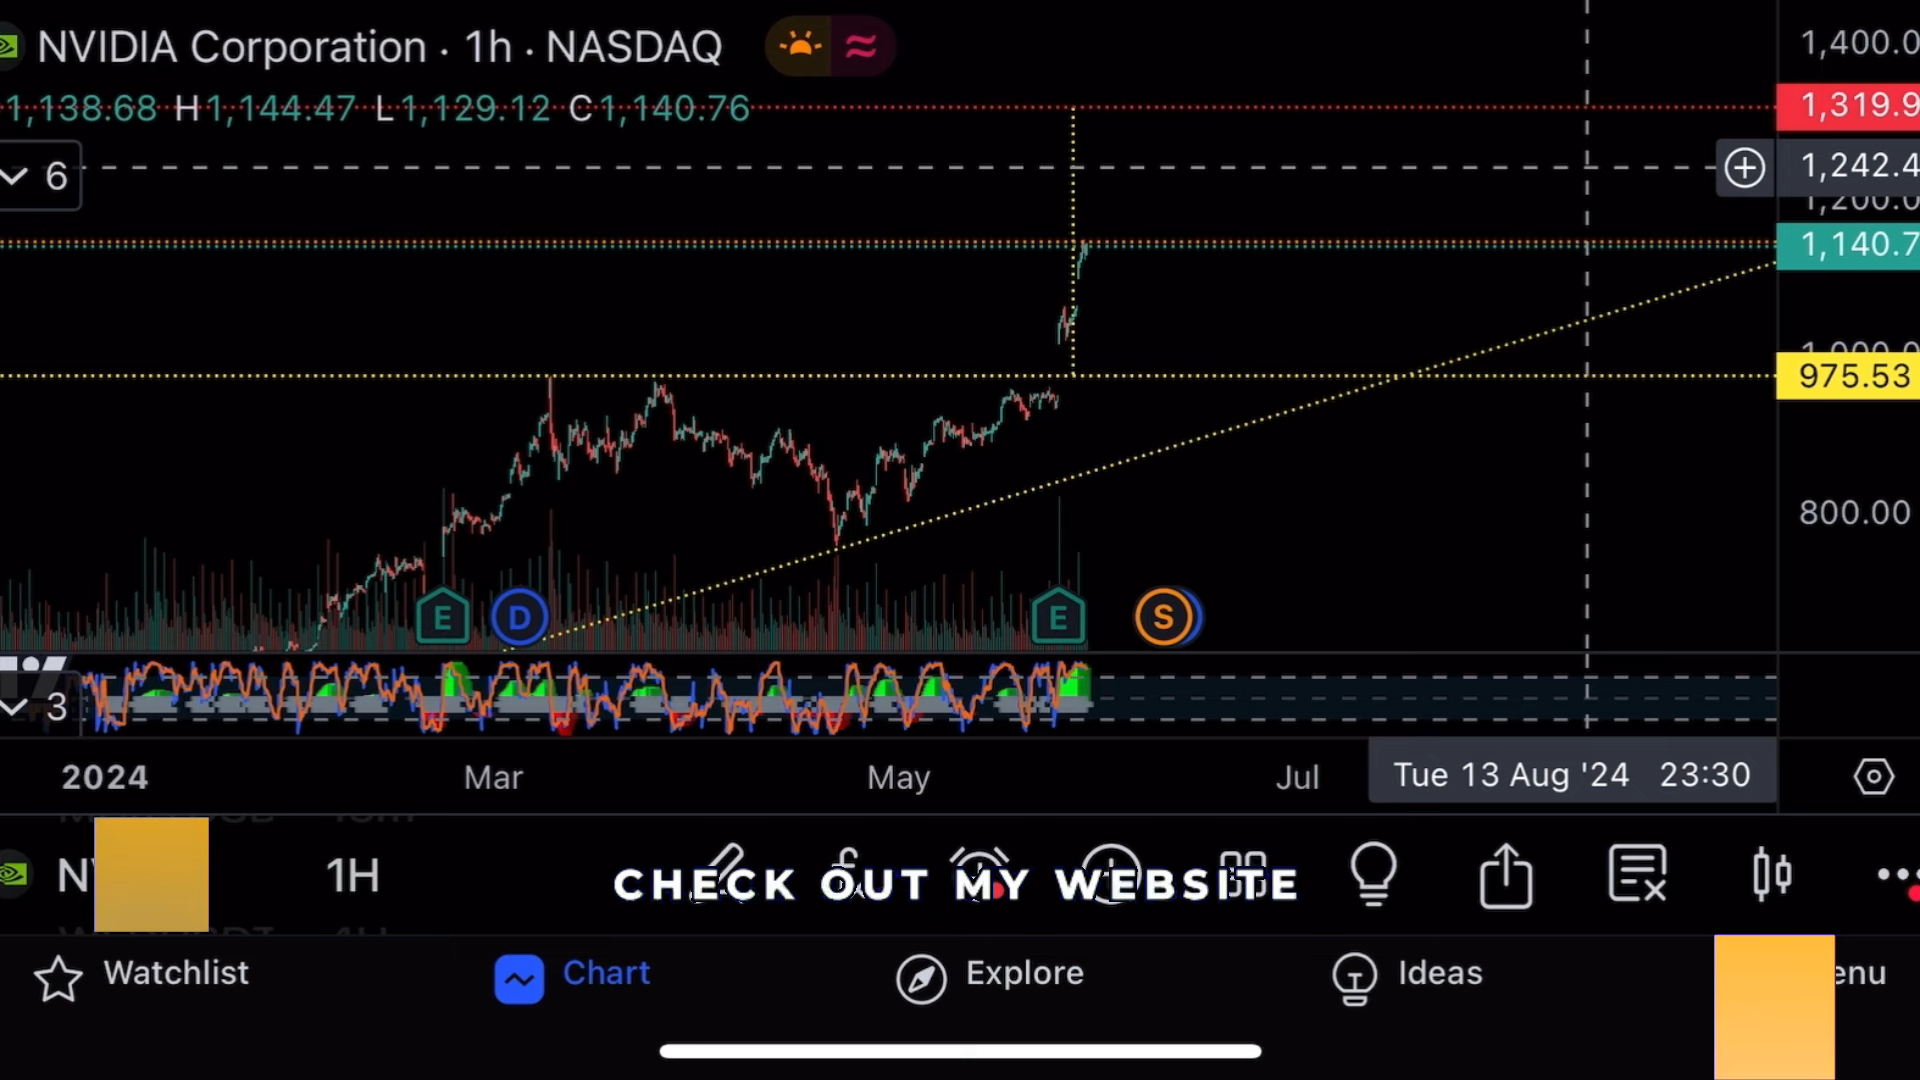 NVIDIA Corporation · 1h · NASDAQ
1,138.68 H1,144.47 L1,129.12 C1,140.76
1,400.0
1,319.9
6
1,242.4
1,200.0
1,140.7
1,000.0
975.53
800.00
E D E S
3
2024 Mar May Jul Tue 13 Aug '24 23:30
NV 1H
CHECK OUT MY WEBSITE
Watchlist Chart Explore Ideas enu